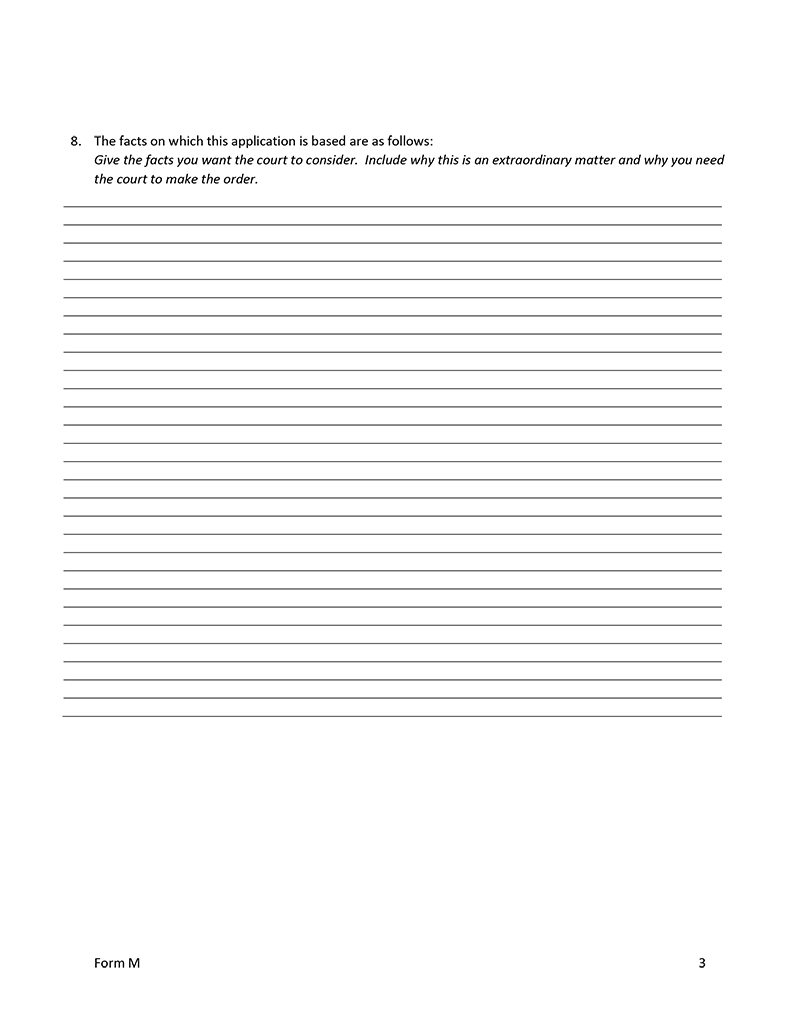 8. The facts on which this application is based are as follows:
Give the facts you want the court to consider.  Include why this is an extraordinary matter and why you need
the court to make the order.
Form M 3